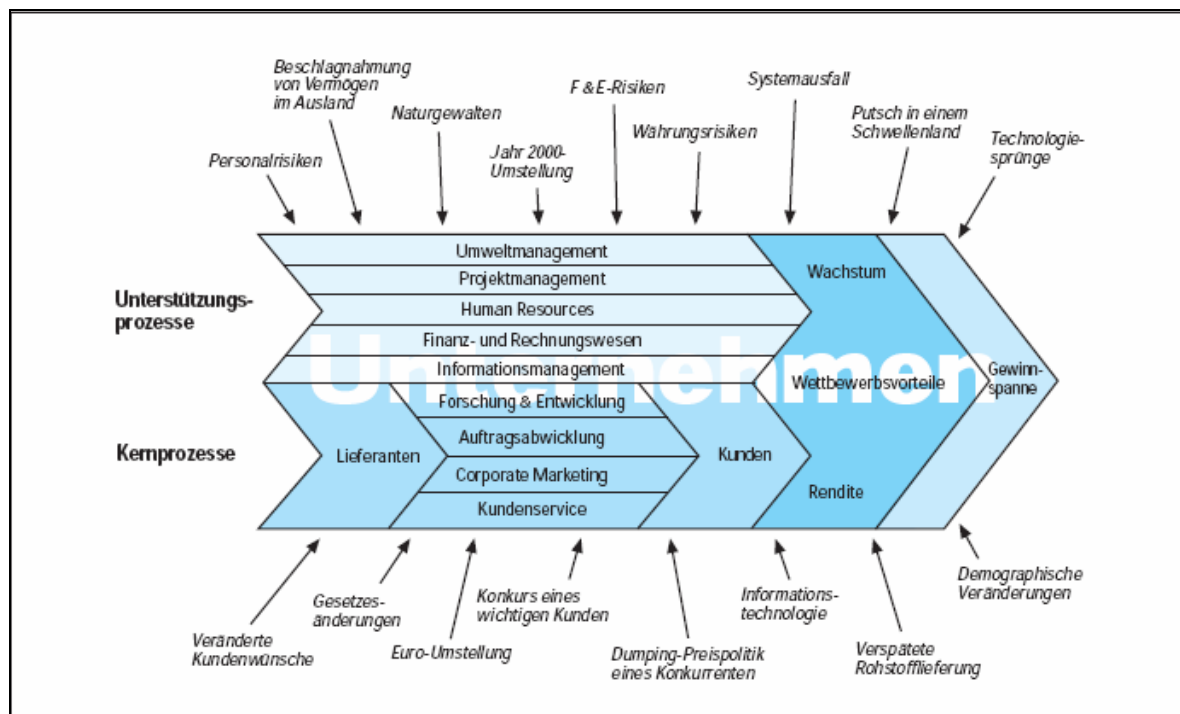 Beschlagnahmung
von Vermögen
im Ausland
Naturgewalten
F & E-Risiken
Systemausfall
Personalrisiken
Jahr 2000-
Umstellung
Währungsrisiken
Putsch in einem
Schwellenland
Technologie-
sprünge
Unterstützungs-
prozesse
Umweltmanagement
Projektmanagement
Human Resources
Finanz- und Rechnungswesen
Informationsmanagement
Unternehmen
Wachstum
Wettbewerbsvorteile
Rendite
Gewinn-
spanne
Kernprozesse
Lieferanten
Forschung & Entwicklung
Auftragsabwicklung
Corporate Marketing
Kundenservice
Kunden
Veränderte
Kundenwünsche
Gesetzes-
änderungen
Euro-Umstellung
Konkurs eines
wichtigen Kunden
Dumping-Preispolitik
eines Konkurrenten
Informations-
technologie
Verspätete
Rohstofflieferung
Demographische
Veränderungen